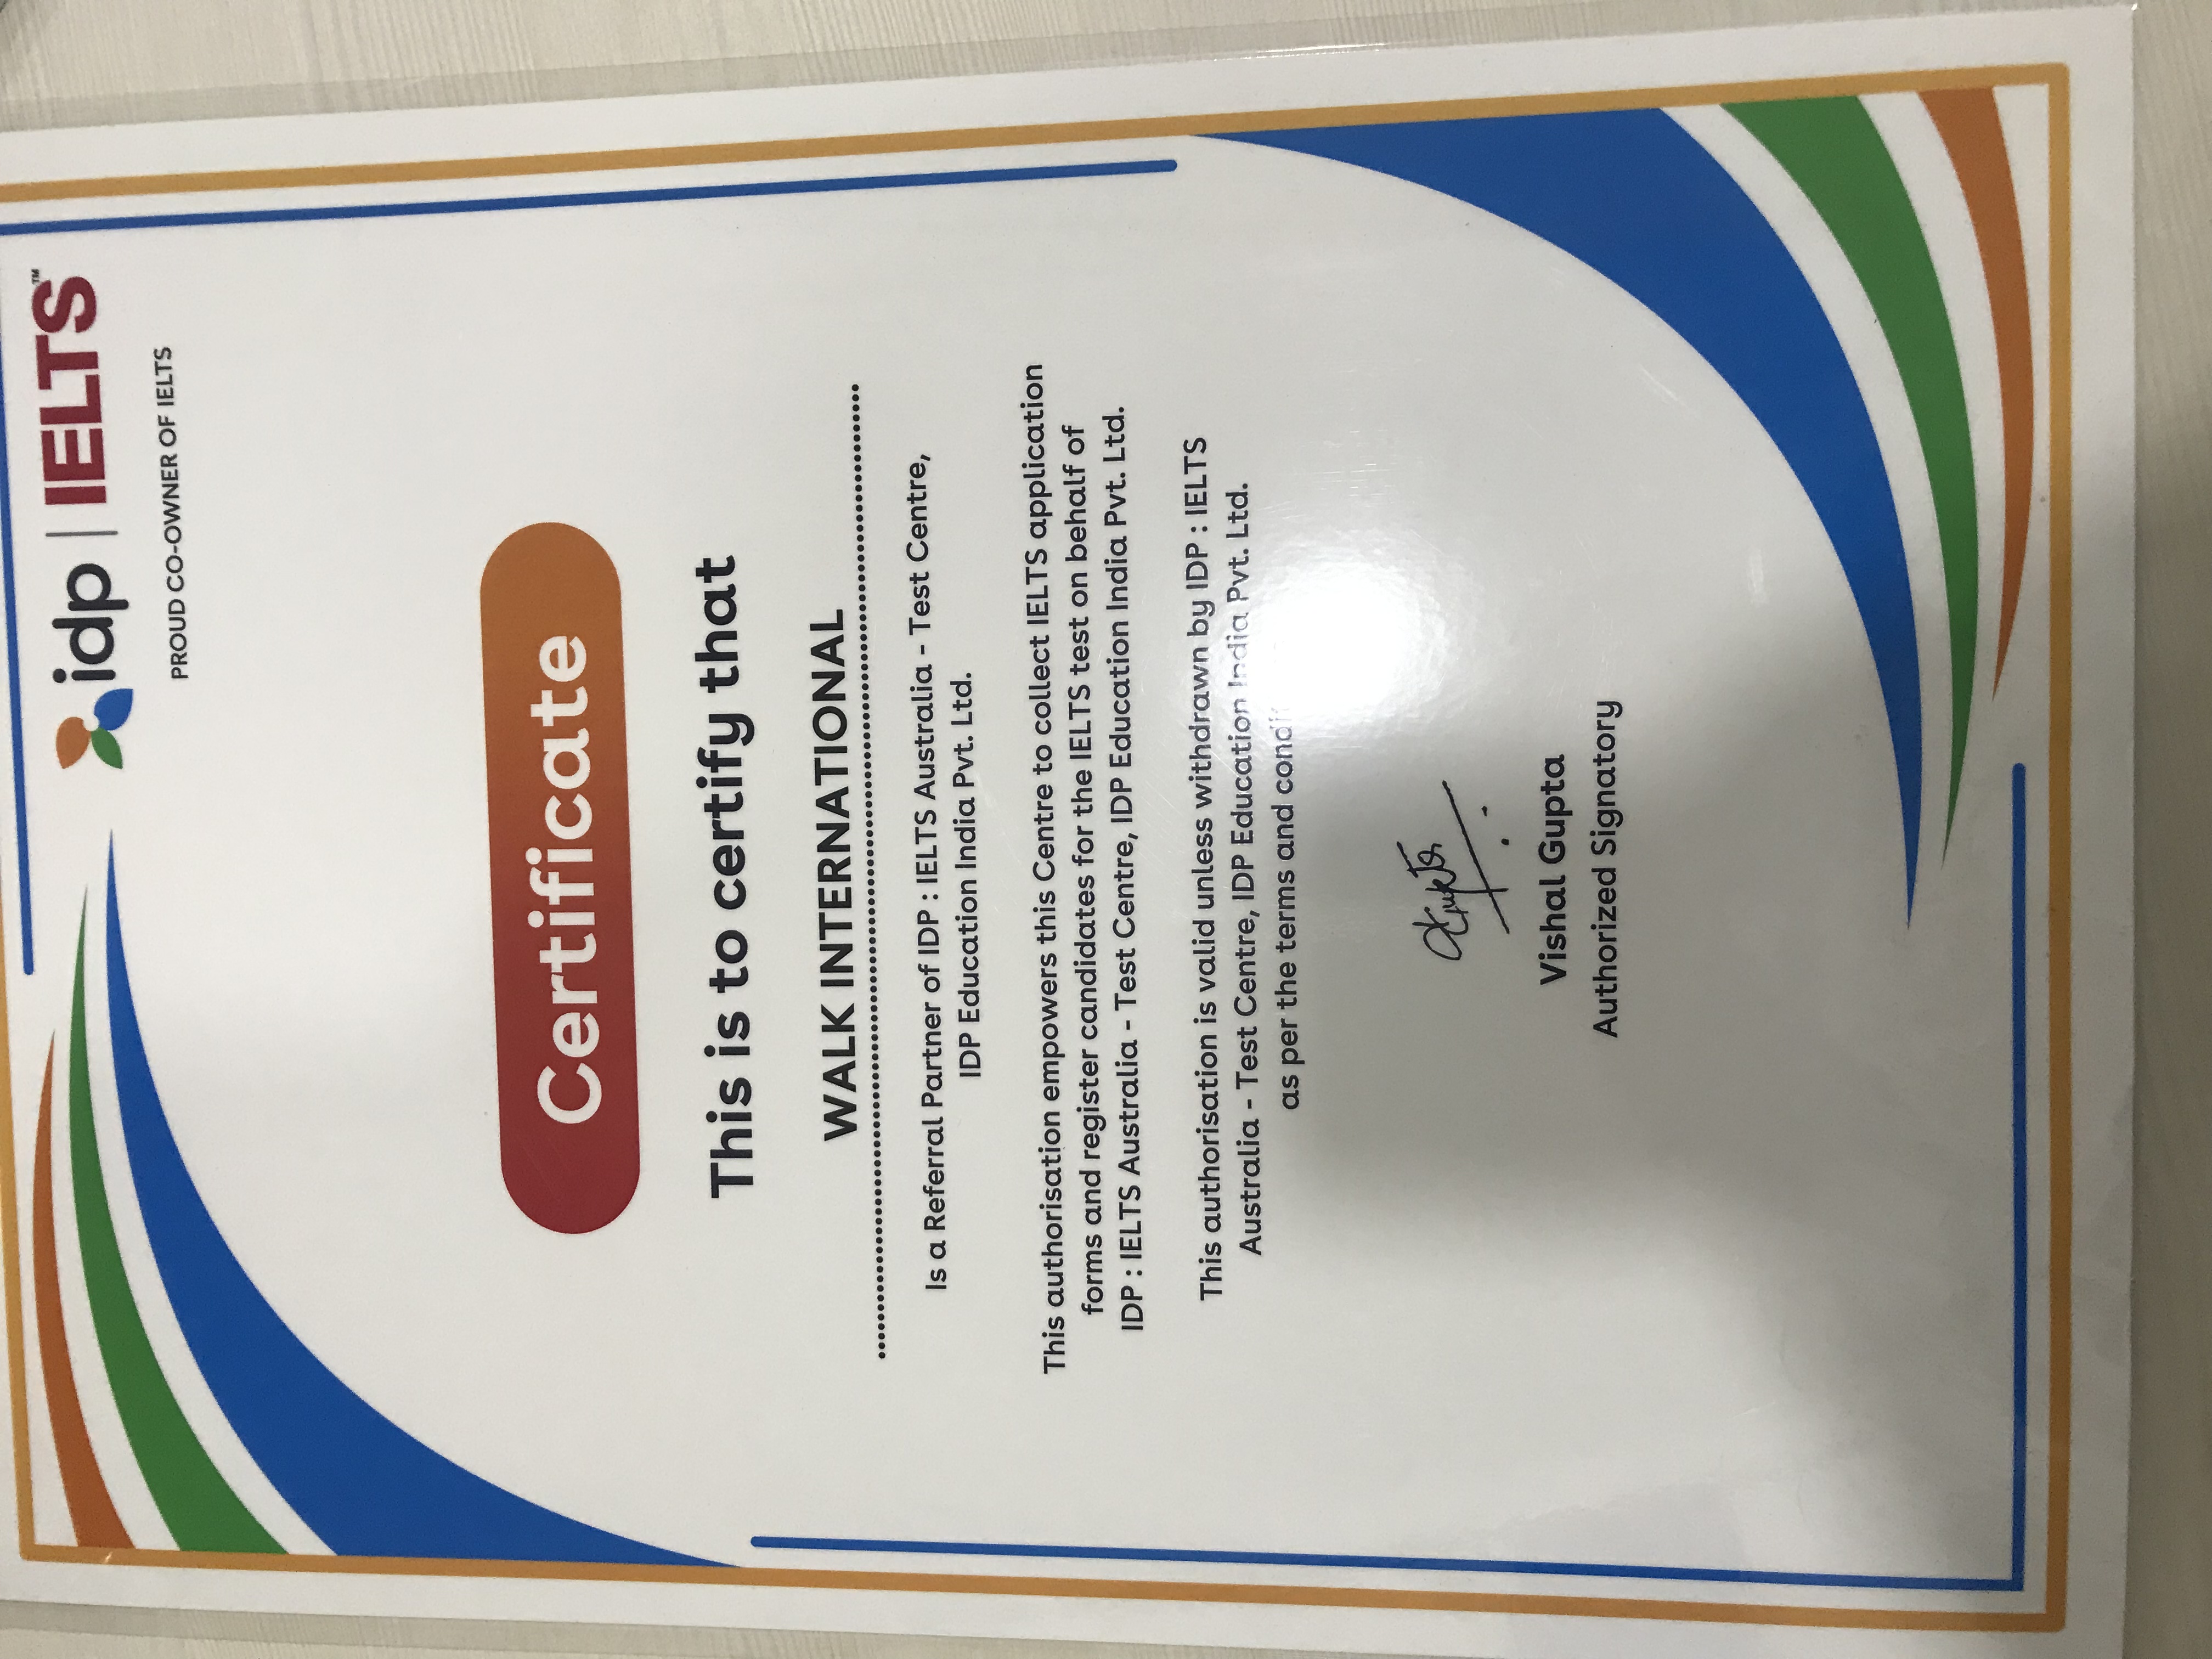 idp | IELTS™
PROUD CO-OWNER OF IELTS
Certificate
This is to certify that
WALK INTERNATIONAL
Is a Referral Partner of IDP : IELTS Australia - Test Centre,
IDP Education India Pvt. Ltd.
This authorisation empowers this Centre to collect IELTS application
forms and register candidates for the IELTS test on behalf of
IDP : IELTS Australia - Test Centre, IDP Education India Pvt. Ltd.
This authorisation is valid unless withdrawn by IDP : IELTS
Australia - Test Centre, IDP Education India Pvt. Ltd.
as per the terms and
Vishal Gupta
Authorized Signatory